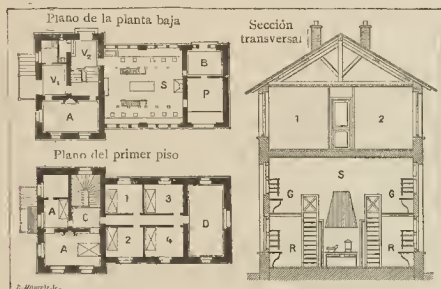 Plano de la planta baja
V₂
V₁
S
B
P
A
Plano del primer piso
A
C
1
3
D
A
2
4
Sección
transversal
1
2
S
G
G
R
R